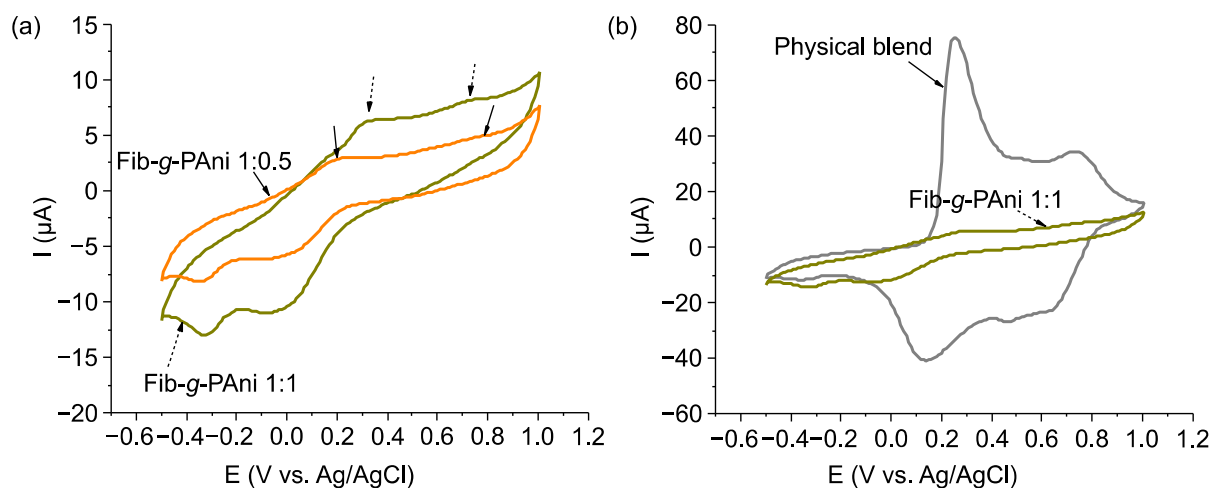 (a)
15
10
5
0
−5
−10
−15
−20
I (µA)
Fib-g-PAni 1:0.5
Fib-g-PAni 1:1
−0.6 −0.4 −0.2 0.0 0.2 0.4 0.6 0.8 1.0 1.2
E (V vs. Ag/AgCl)
(b)
80
60
40
20
0
−20
−40
−60
I (µA)
Physical blend
Fib-g-PAni 1:1
−0.6 −0.4 −0.2 0.0 0.2 0.4 0.6 0.8 1.0 1.2
E (V vs. Ag/AgCl)